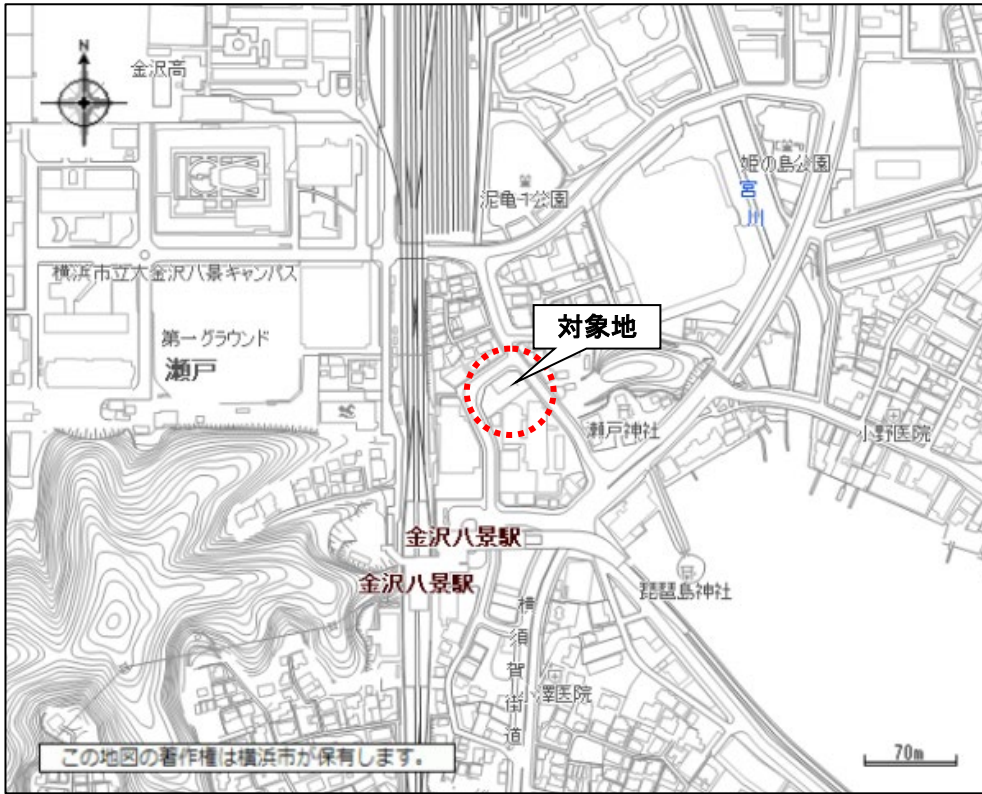 N
金沢高
姫の島公園
宮川
泥亀1公園
横浜市立大金沢八景キャンパス
対象地
第一グラウンド
瀬戸
瀬戸神社
小野医院
金沢八景駅
金沢八景駅
琵琶島神社
横須賀街道
小澤医院
この地図の著作権は横浜市が保有します。
70m